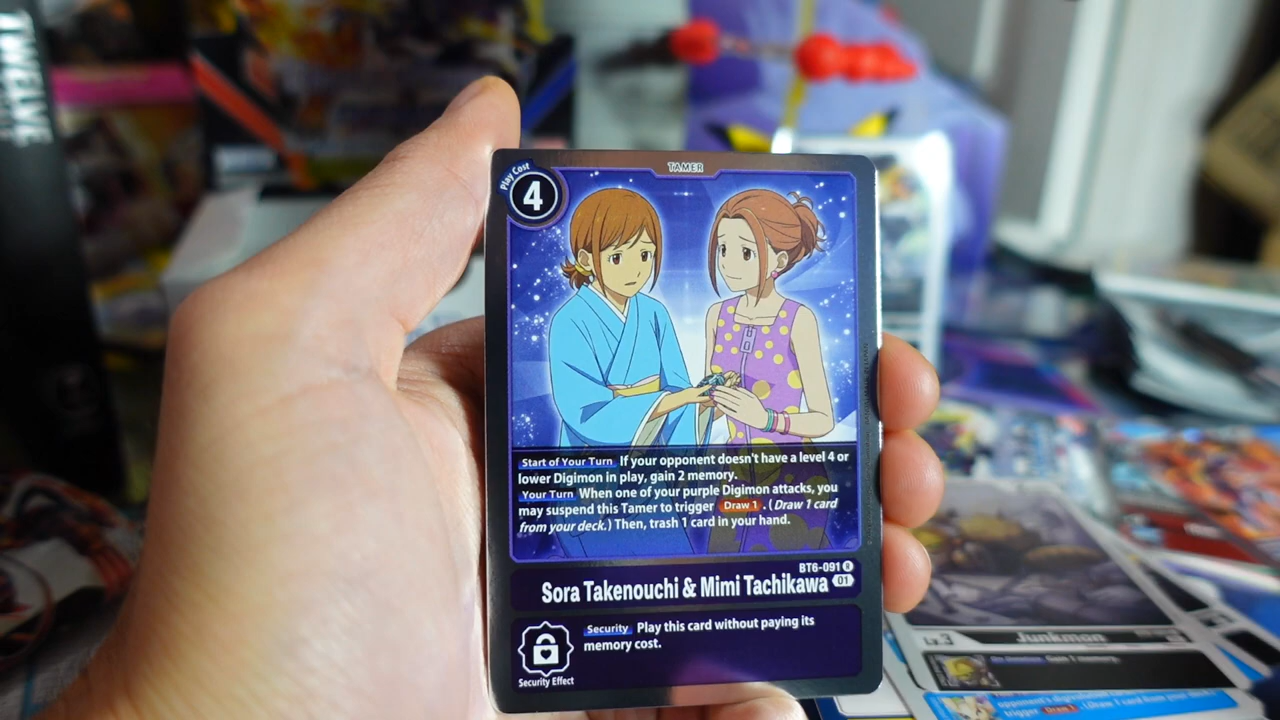 TWELVE
TAMER
Play Cost
4
Start of Your Turn If your opponent doesn't have a level 4 or
lower Digimon in play, gain 2 memory.
Your Turn When one of your purple Digimon attacks, you
may suspend this Tamer to trigger Draw 1 . (Draw 1 card
from your deck.) Then, trash 1 card in your hand.
BT6-091 R
Sora Takenouchi & Mimi Tachikawa 01
Security Play this card without paying its
memory cost.
Security Effect
Lv.3
Junkmon